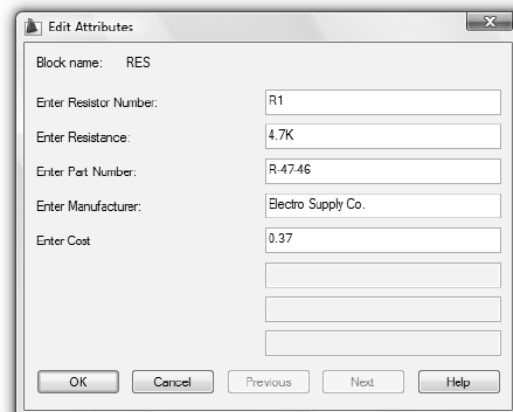 Edit Attributes
X
Block name: RES
Enter Resistor Number: R1
Enter Resistance: 4.7K
Enter Part Number: R-47-46
Enter Manufacturer: Electro Supply Co.
Enter Cost 0.37
OK Cancel Previous Next Help